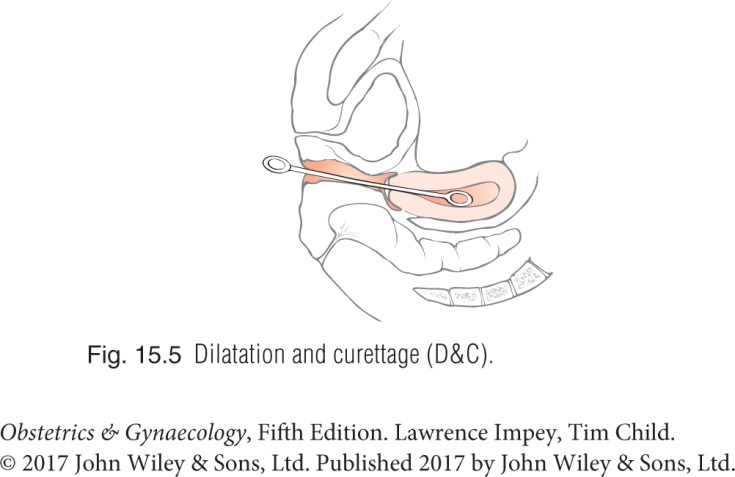 Fig. 15.5 Dilatation and curettage (D&C).
Obstetrics & Gynaecology, Fifth Edition. Lawrence Impey, Tim Child.
© 2017 John Wiley & Sons, Ltd. Published 2017 by John Wiley & Sons, Ltd.